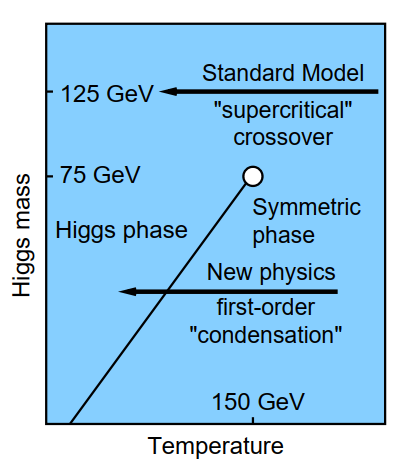 Standard Model
125 GeV
"supercritical"
crossover
75 GeV
Symmetric
phase
Higgs phase
New physics
first-order
"condensation"
150 GeV
Higgs mass
Temperature